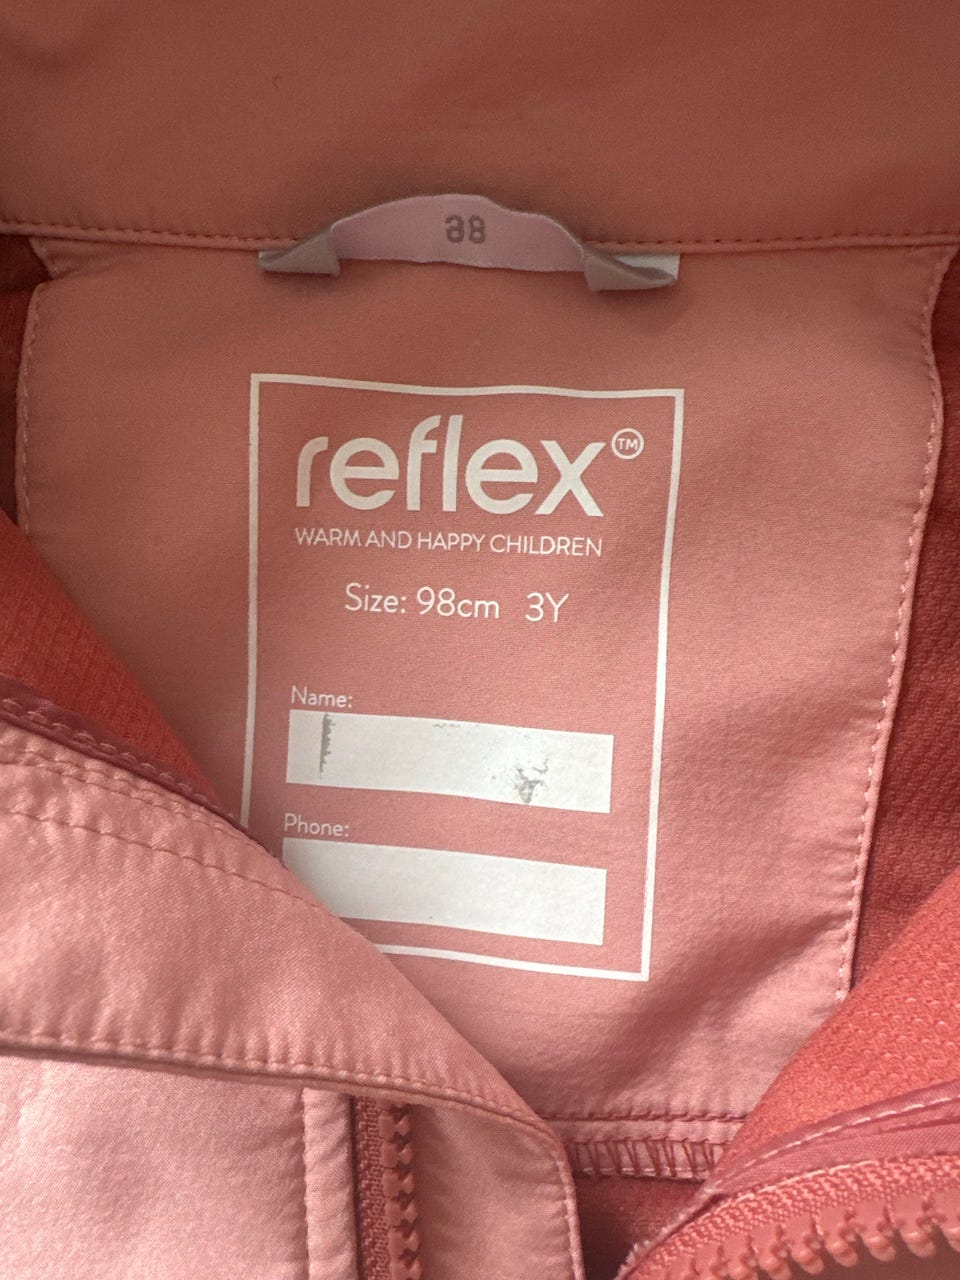 98
reflex™
WARM AND HAPPY CHILDREN
Size: 98cm 3Y
Name:
Phone: